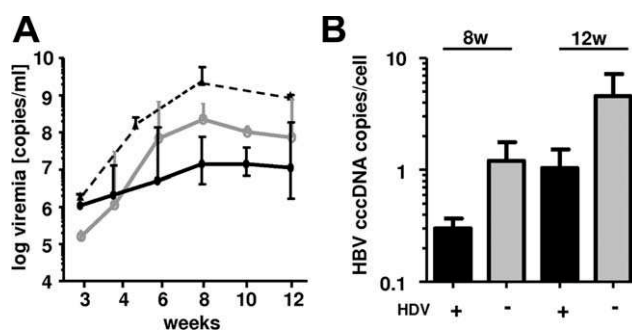 A
log viremia [copies/ml]
10
9
8
7
6
5
4
3 4 6 8 10 12
weeks
B
8w 12w
HBV cccDNA copies/cell
10
1
0.1
HDV + - + -